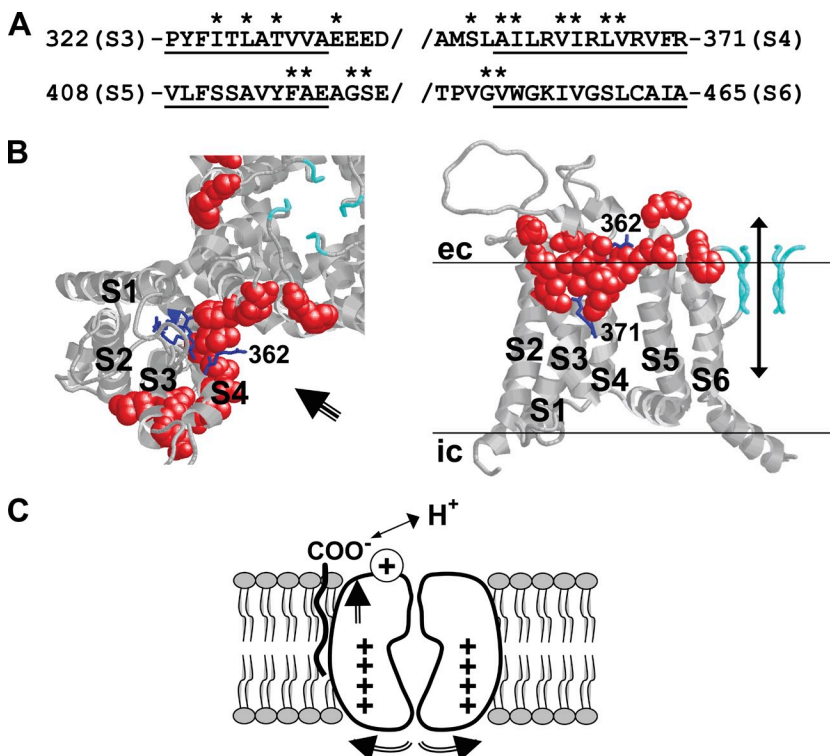 A
* * * * * ** ** **
322(S3)-PYFITLATVVAEEED/ /AMSLAILRVIRLVRVFR-371(S4)
** ** **
408(S5)-VLFSSAVYFAEAGSE/ /TPVGVWGKIVGSLCAIA-465(S6)
B
S1
S2
S3
S4
362
ec
ic
362
371
S2
S3
S4
S5
S6
S1
C
COO-
H+
+
+ +
+ +
+ +
+ +